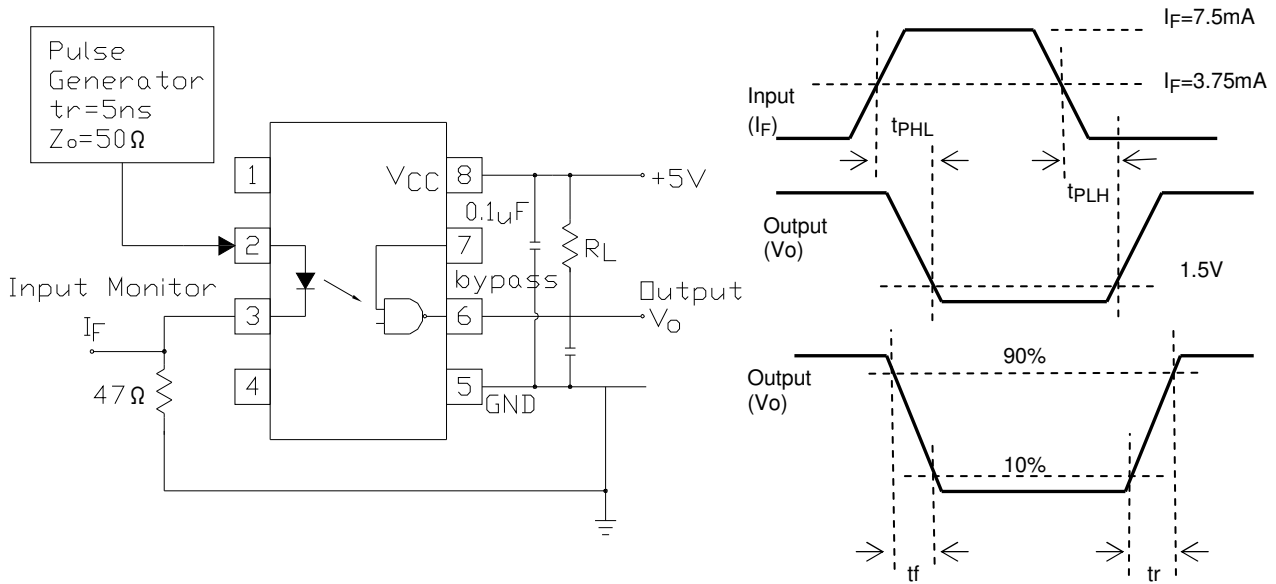 Pulse
Generator
tr=5ns
Zo=50Ω
1
2
3
4
VCC
8
7
6
5
+5V
0.1uF
RL
bypass
Output
Vo
GND
Input Monitor
IF
47Ω
IF=7.5mA
IF=3.75mA
Input
(IF)
tPHL
tPLH
Output
(Vo)
1.5V
90%
Output
(Vo)
10%
tf
tr